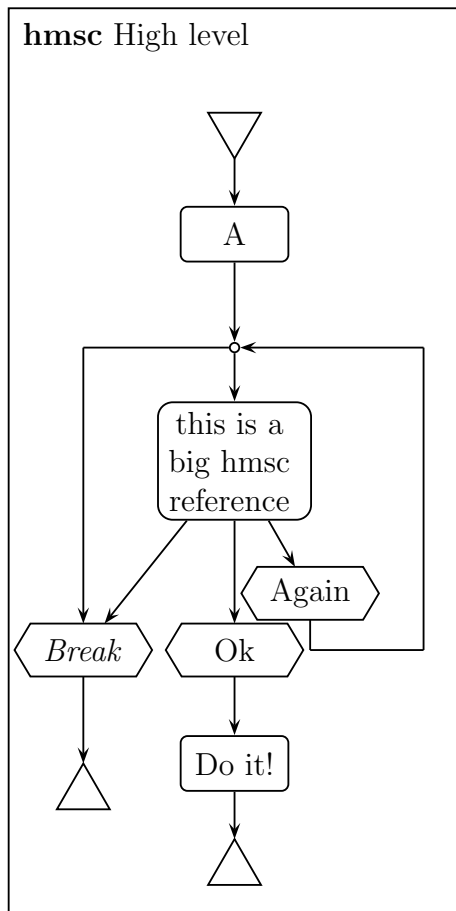 hmsc High level
A
this is a
big hmsc
reference
Again
Break
Ok
Do it!